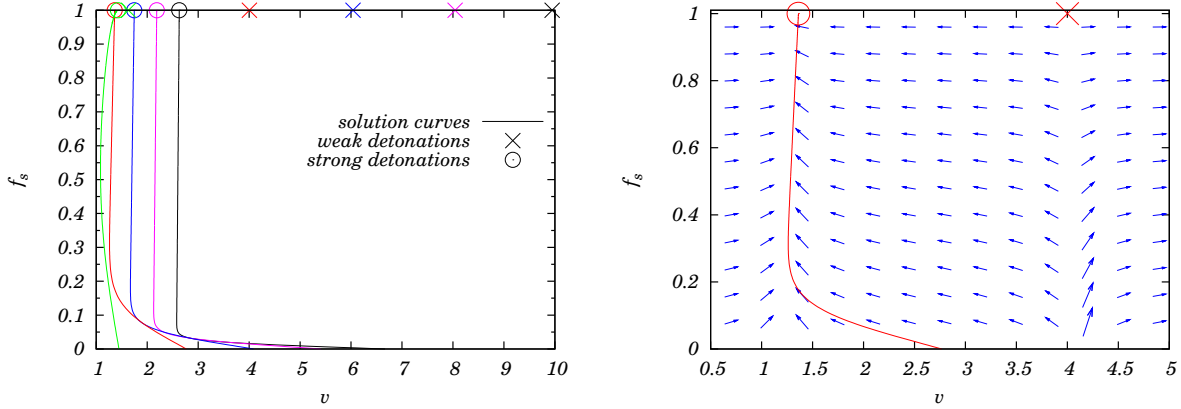 1
0.9
0.8
0.7
0.6
0.5
0.4
0.3
0.2
0.1
0
f_s
solution curves
weak detonations
strong detonations
1 2 3 4 5 6 7 8 9 10
v
1
0.8
0.6
0.4
0.2
0
f_s
0.5 1 1.5 2 2.5 3 3.5 4 4.5 5
v